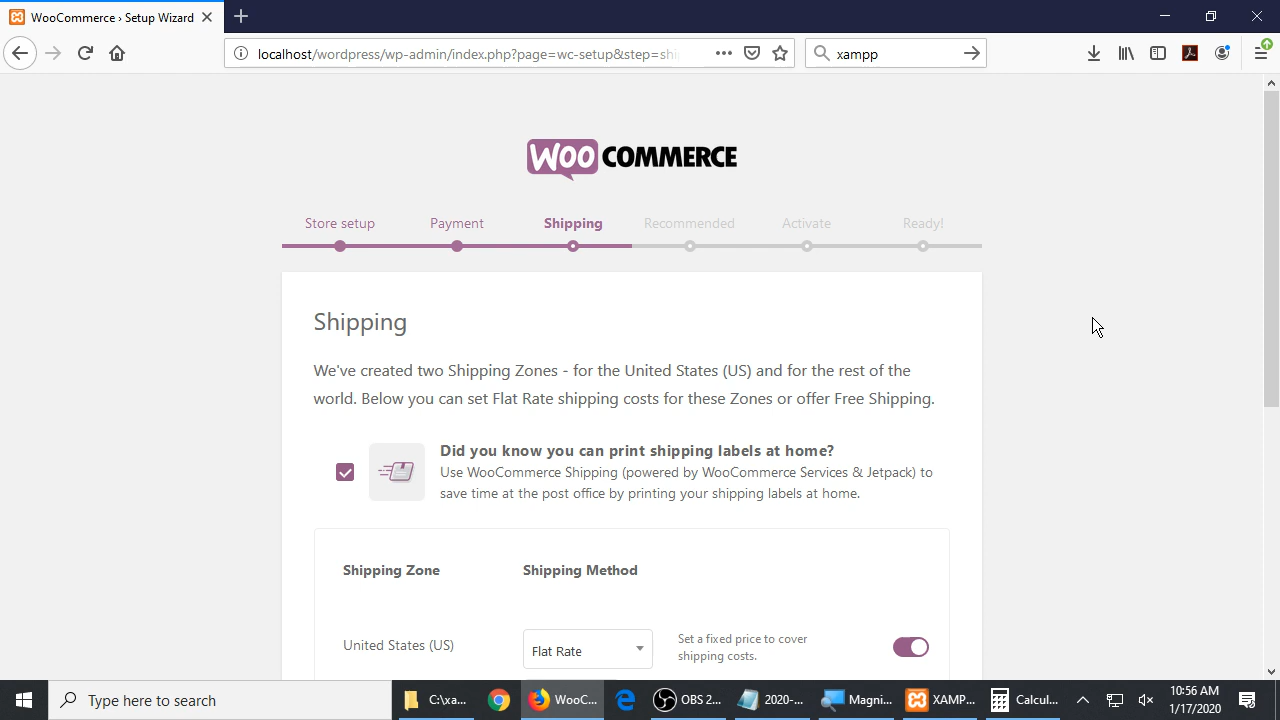 WooCommerce › Setup Wizard
localhost/wordpress/wp-admin/index.php?page=wc-setup&step=shi
xampp
WOO COMMERCE
Store setup
Payment
Shipping
Recommended
Activate
Ready!
Shipping
We've created two Shipping Zones - for the United States (US) and for the rest of the
world. Below you can set Flat Rate shipping costs for these Zones or offer Free Shipping.
Did you know you can print shipping labels at home?
Use WooCommerce Shipping (powered by WooCommerce Services & Jetpack) to
save time at the post office by printing your shipping labels at home.
Shipping Zone
Shipping Method
United States (US)
Flat Rate
Set a fixed price to cover
shipping costs.
Type here to search
C:\xa...
WooC...
OBS 2...
2020-...
Magni...
XAMP...
Calcul...
10:56 AM
1/17/2020